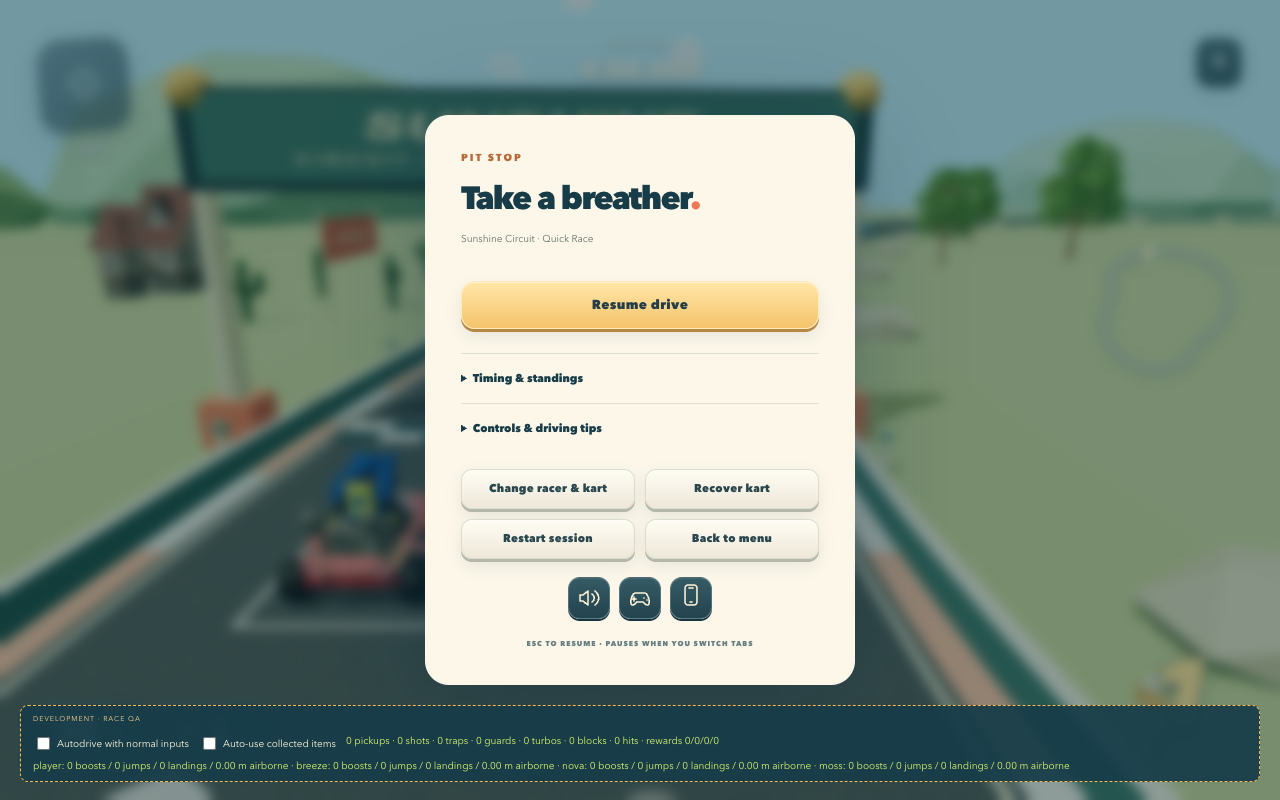 PIT STOP
Take a breather.
Sunshine Circuit · Quick Race
Resume drive
Timing & standings
Controls & driving tips
Change racer & kart
Recover kart
Restart session
Back to menu
ESC TO RESUME · PAUSES WHEN YOU SWITCH TABS
DEVELOPMENT · RACE QA
Autodrive with normal inputs
Auto-use collected items
0 pickups · 0 shots · 0 traps · 0 guards · 0 turbos · 0 blocks · 0 hits · rewards 0/0/0/0
player: 0 boosts / 0 jumps / 0 landings / 0.00 m airborne · breeze: 0 boosts / 0 jumps / 0 landings / 0.00 m airborne · nova: 0 boosts / 0 jumps / 0 landings / 0.00 m airborne · moss: 0 boosts / 0 jumps / 0 landings / 0.00 m airborne